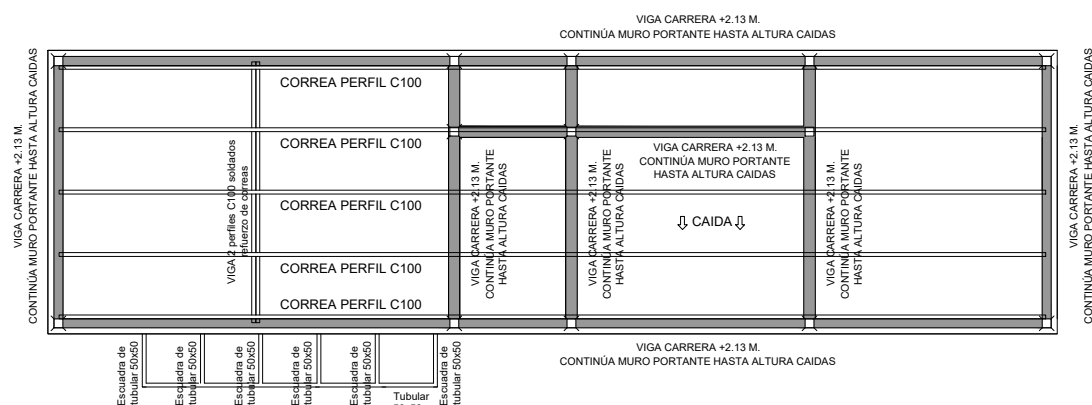 VIGA CARRERA +2.13 M.
CONTINÚA MURO PORTANTE HASTA ALTURA CAIDAS
VIGA CARRERA +2.13 M.
CONTINÚA MURO PORTANTE HASTA ALTURA CAIDAS
CORREA PERFIL C100
CORREA PERFIL C100
CORREA PERFIL C100
CORREA PERFIL C100
CORREA PERFIL C100
VIGA 2 perfiles C100 soldados
refuerzo de correas
VIGA CARRERA +2.13 M.
CONTINÚA MURO PORTANTE
HASTA ALTURA CAIDAS
VIGA CARRERA +2.13 M.
CONTINÚA MURO PORTANTE
HASTA ALTURA CAIDAS
VIGA CARRERA +2.13 M.
CONTINÚA MURO PORTANTE
HASTA ALTURA CAIDAS
CAIDA
VIGA CARRERA +2.13 M.
CONTINÚA MURO PORTANTE
HASTA ALTURA CAIDAS
VIGA CARRERA +2.13 M.
CONTINÚA MURO PORTANTE HASTA ALTURA CAIDAS
VIGA CARRERA +2.13 M.
CONTINÚA MURO PORTANTE HASTA ALTURA CAIDAS
Escuadra de
tubular 50x50
Escuadra de
tubular 50x50
Escuadra de
tubular 50x50
Escuadra de
tubular 50x50
Escuadra de
tubular 50x50
Tubular
Escuadra de
tubular 50x50